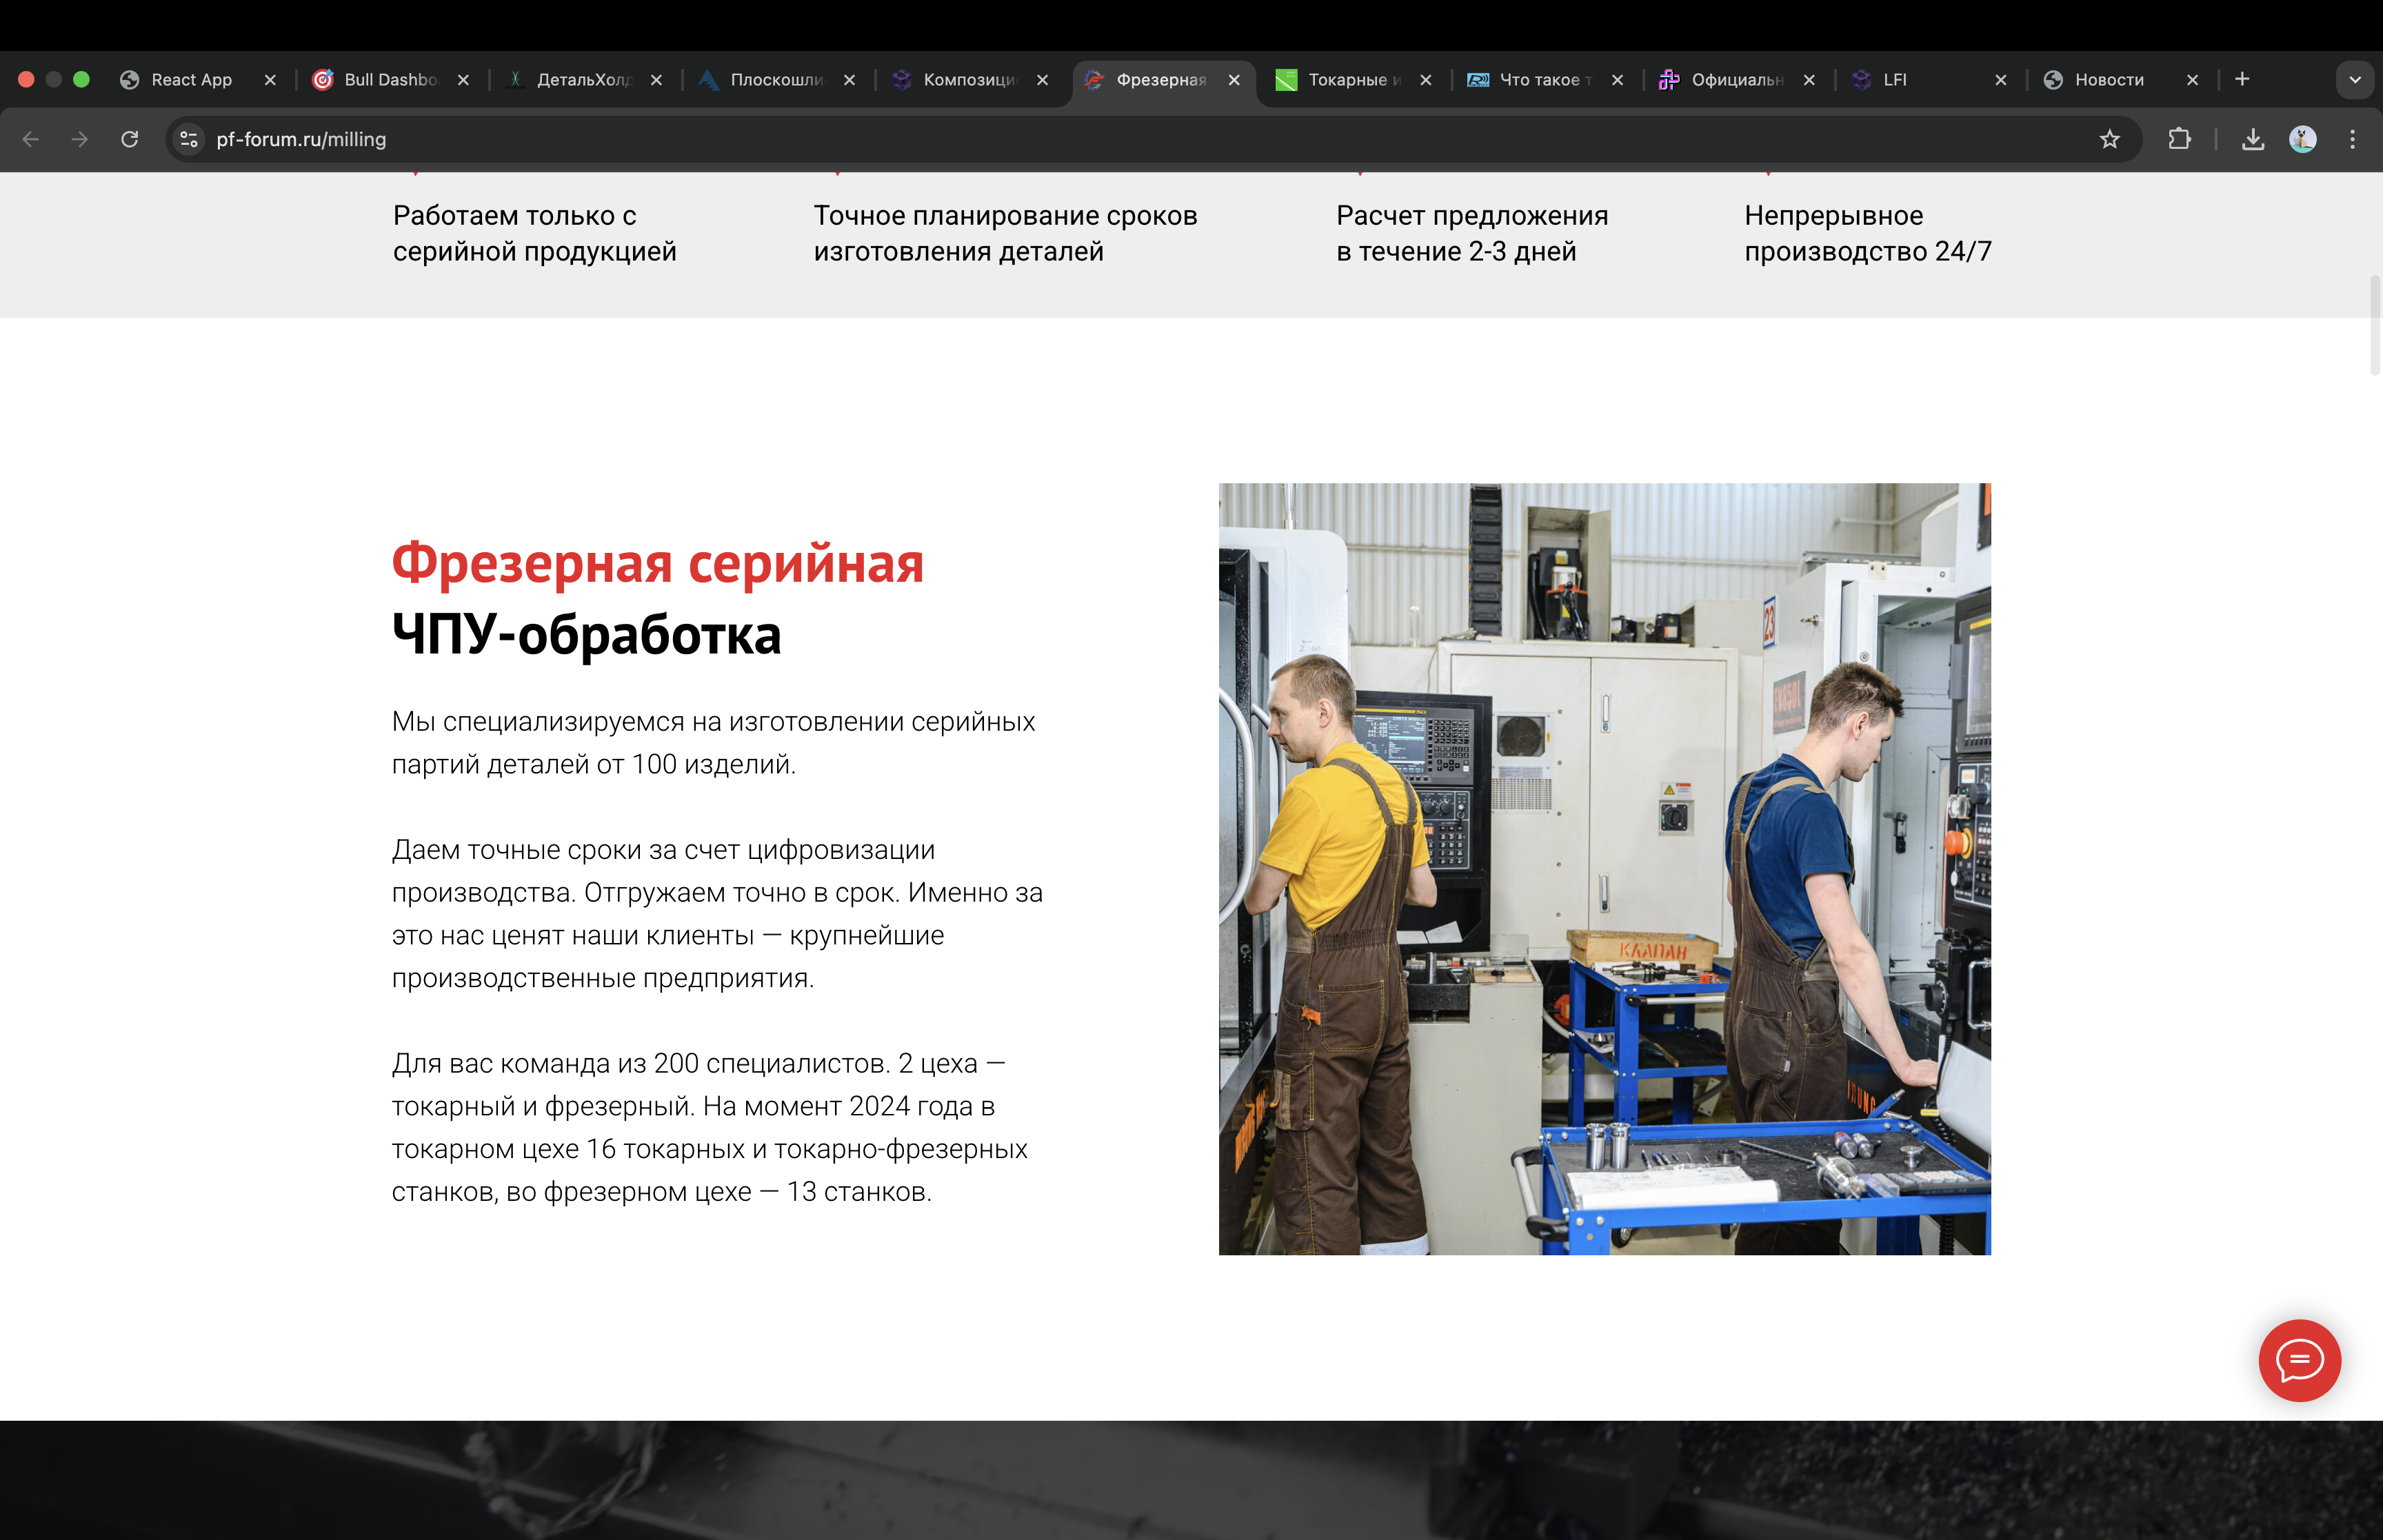 React App
Bull Dashbo
ДетальХолд
Плоскошли
Композици
Фрезерная
Токарные и
Что такое т
Официальн
LFI
Новости
pf-forum.ru/milling
Работаем только с
серийной продукцией
Точное планирование сроков
изготовления деталей
Расчет предложения
в течение 2-3 дней
Непрерывное
производство 24/7
Фрезерная серийная
ЧПУ-обработка
Мы специализируемся на изготовлении серийных
партий деталей от 100 изделий.
Даем точные сроки за счет цифровизации
производства. Отгружаем точно в срок. Именно за
это нас ценят наши клиенты — крупнейшие
производственные предприятия.
Для вас команда из 200 специалистов. 2 цеха —
токарный и фрезерный. На момент 2024 года в
токарном цехе 16 токарных и токарно-фрезерных
станков, во фрезерном цехе — 13 станков.
23
КЛАПАН